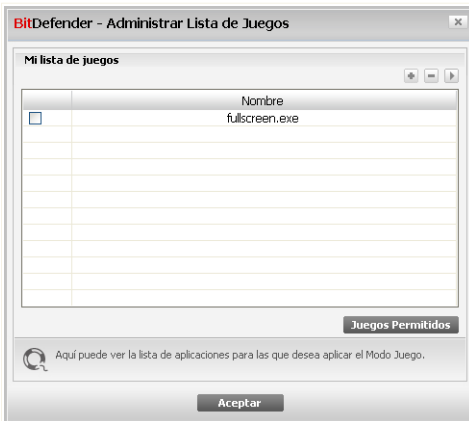 BitDefender - Administrar Lista de Juegos
Mi lista de juegos
Nombre
fullscreen.exe
Juegos Permitidos
Aquí puede ver la lista de aplicaciones para las que desea aplicar el Modo Juego.
Aceptar